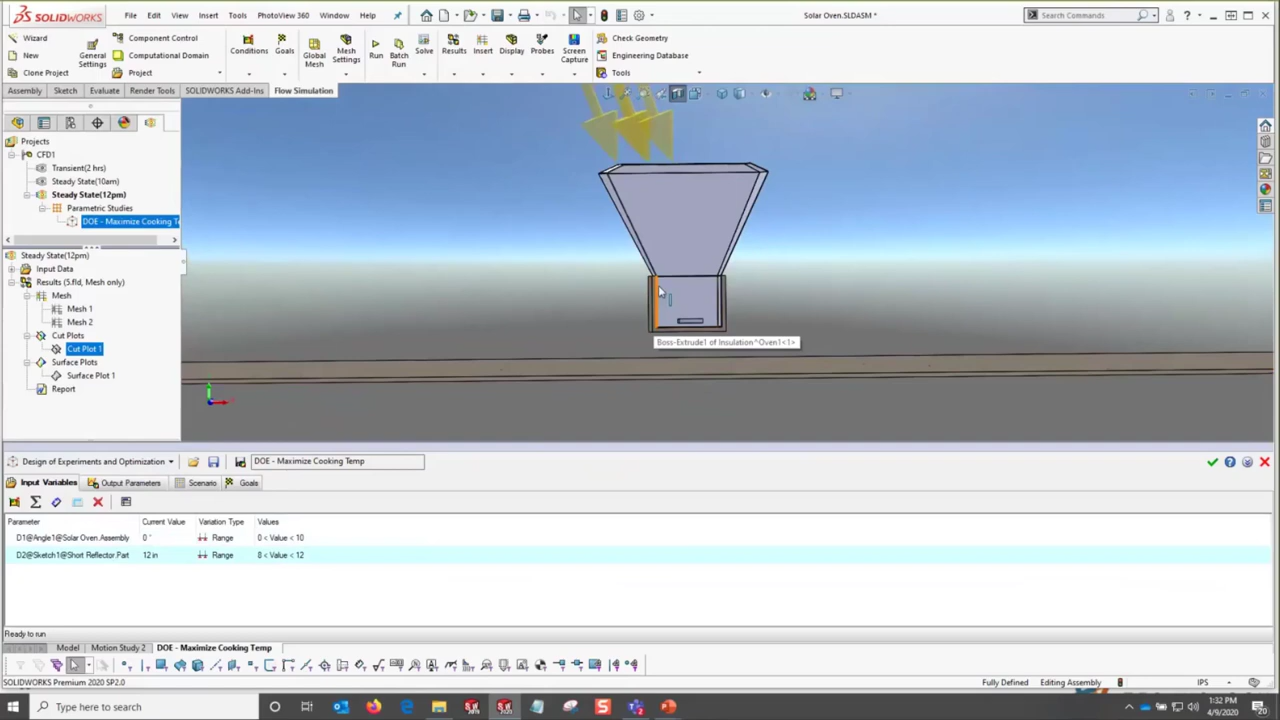 SOLIDWORKS File Edit View Insert Tools PhotoView 360 Window Help Solar Oven.SLDASM * Search Commands
Wizard
New
Clone Project
General Settings
Component Control
Computational Domain
Project
Conditions
Goals
Global Mesh
Mesh Settings
Run
Batch Run
Solve
Results
Insert
Display
Probes
Screen Capture
Check Geometry
Engineering Database
Tools
Assembly Sketch Evaluate Render Tools SOLIDWORKS Add-Ins Flow Simulation
Projects
CFD1
Transient(2 hrs)
Steady State(10am)
Steady State(12pm)
Parametric Studies
DOE - Maximize Cooking Te
Steady State(12pm)
Input Data
Results (5.fld, Mesh only)
Mesh
Mesh 1
Mesh 2
Cut Plots
Cut Plot 1
Surface Plots
Surface Plot 1
Report
Boss-Extrude1 of Insulation^Oven1<1>
Design of Experiments and Optimization DOE - Maximize Cooking Temp
Input Variables Output Parameters Scenario Goals
Parameter Current Value Variation Type Values
D1@Angle1@Solar Oven.Assembly 0 ° Range 0 < Value < 10
D2@Sketch1@Short Reflector.Part 12 in Range 8 < Value < 12
Ready to run
Model Motion Study 2 DOE - Maximize Cooking Temp
SOLIDWORKS Premium 2020 SP2.0 Fully Defined Editing Assembly IPS
Type here to search
1:32 PM
4/9/2020
20